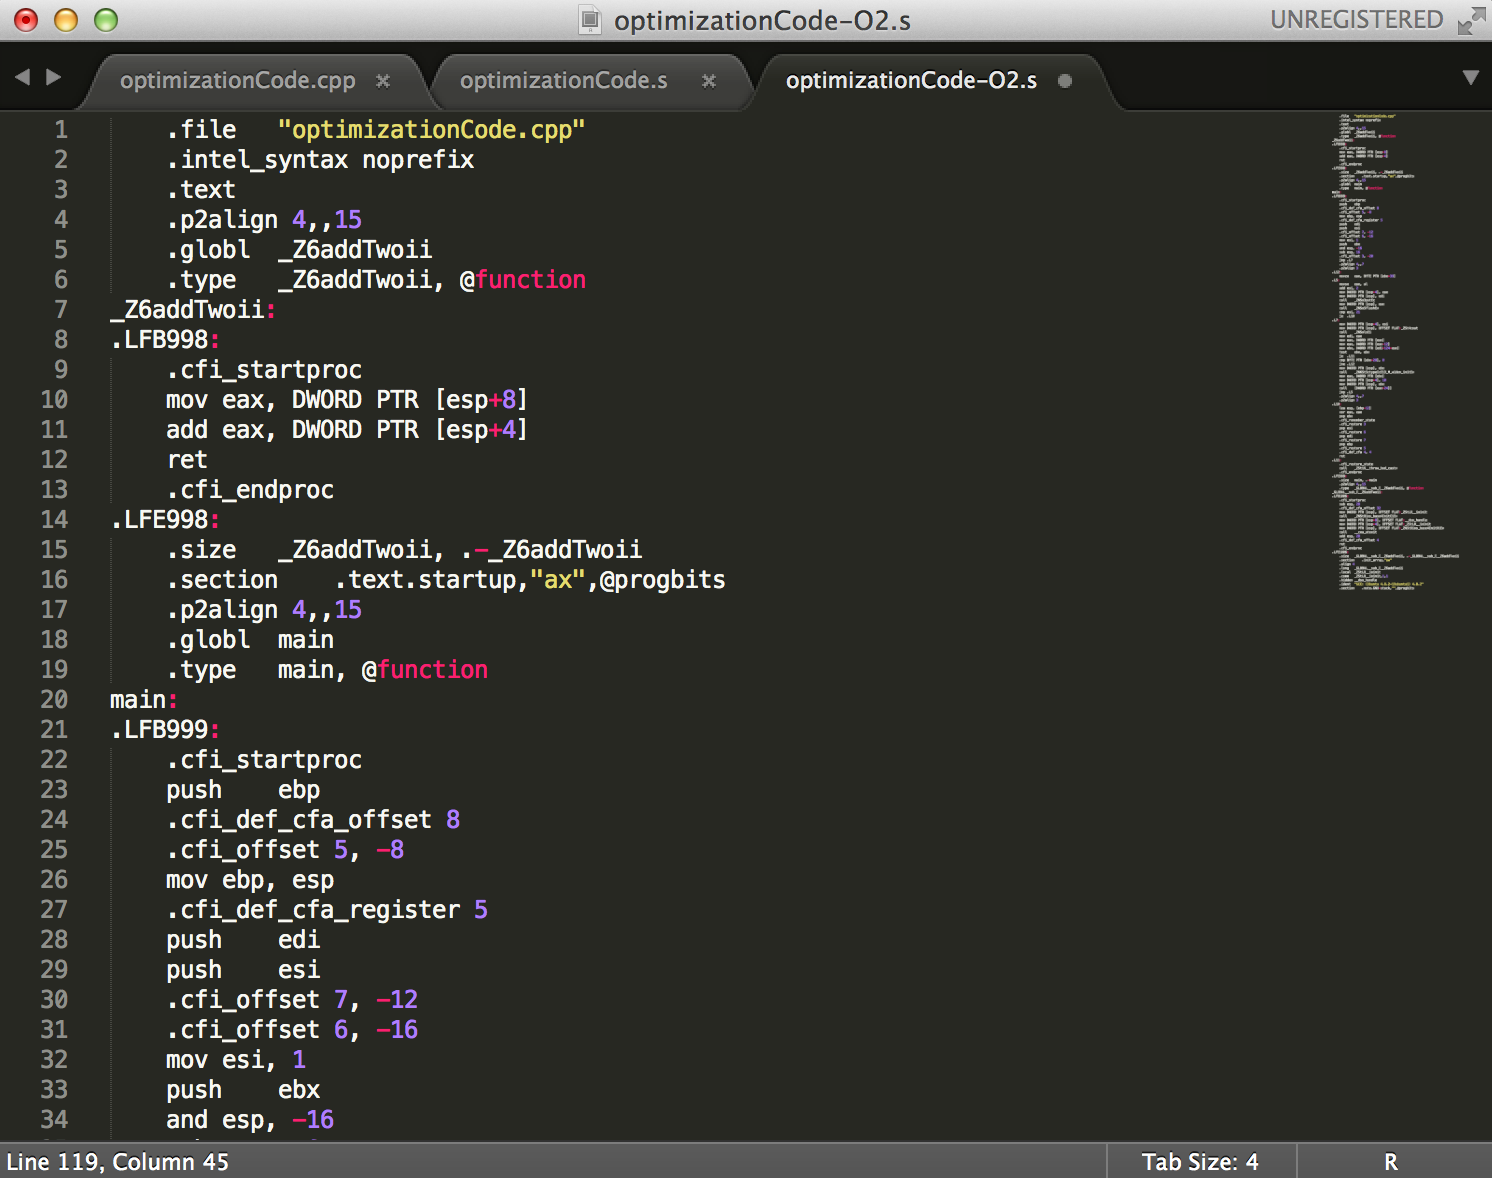 optimizationCode-O2.s
UNREGISTERED
optimizationCode.cpp
optimizationCode.s
optimizationCode-O2.s
1 .file "optimizationCode.cpp"
2 .intel_syntax noprefix
3 .text
4 .p2align 4,,15
5 .globl _Z6addTwoii
6 .type _Z6addTwoii, @function
7 _Z6addTwoii:
8 .LFB998:
9 .cfi_startproc
10 mov eax, DWORD PTR [esp+8]
11 add eax, DWORD PTR [esp+4]
12 ret
13 .cfi_endproc
14 .LFE998:
15 .size _Z6addTwoii, .-_Z6addTwoii
16 .section .text.startup,"ax",@progbits
17 .p2align 4,,15
18 .globl main
19 .type main, @function
20 main:
21 .LFB999:
22 .cfi_startproc
23 push ebp
24 .cfi_def_cfa_offset 8
25 .cfi_offset 5, -8
26 mov ebp, esp
27 .cfi_def_cfa_register 5
28 push edi
29 push esi
30 .cfi_offset 7, -12
31 .cfi_offset 6, -16
32 mov esi, 1
33 push ebx
34 and esp, -16
Line 119, Column 45
Tab Size: 4
R